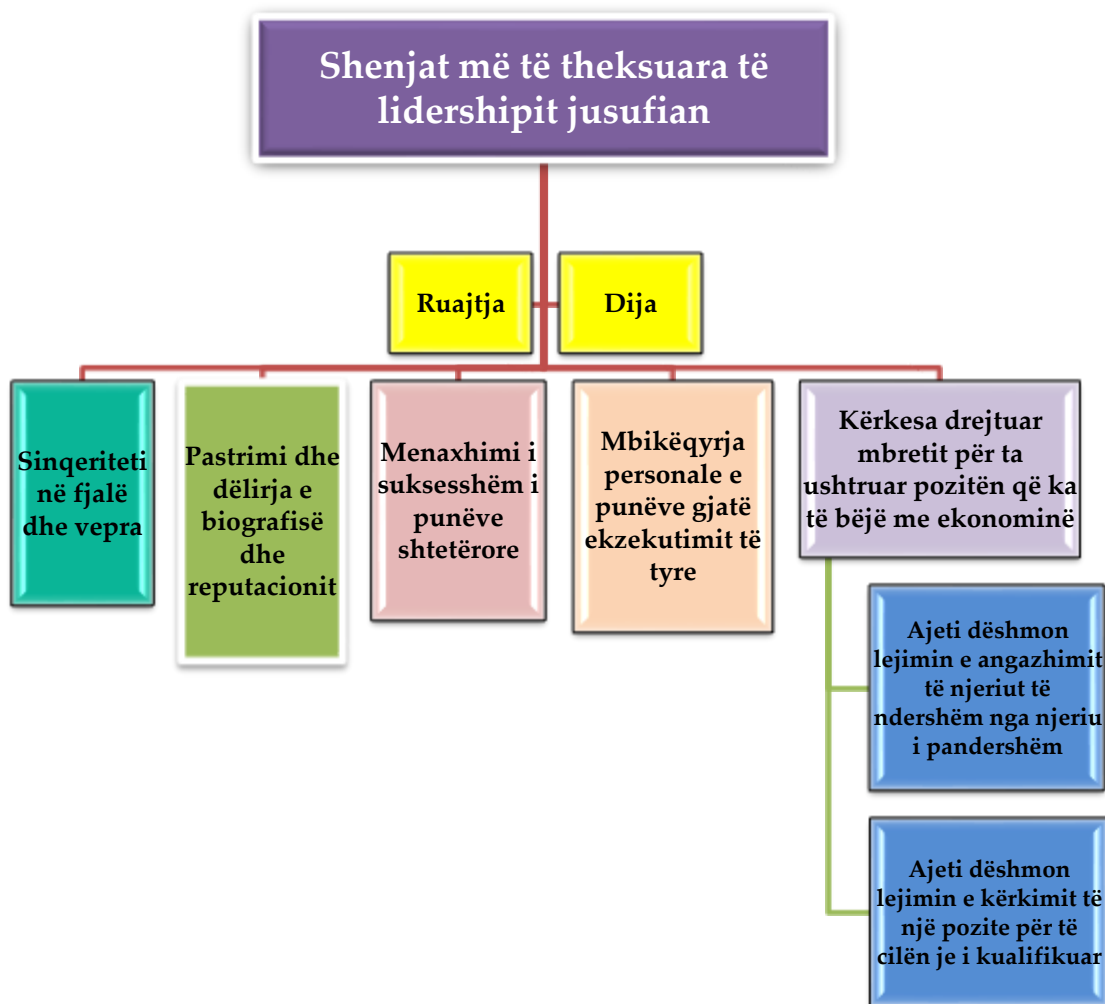 Shenjat më të theksuara të
lidershipit jusufian
Ruajtja
Dija
Sinqeriteti
në fjalë
dhe vepra
Pastrimi dhe
dëlirja e
biografisë
dhe
reputacionit
Menaxhimi i
suksesshëm i
punëve
shtetërore
Mbikëqyrja
personale e
punëve gjatë
ekzekutimit të
tyre
Kërkesa drejtuar
mbretit për ta
ushtruar pozitën që ka
të bëjë me ekonominë
Ajeti dëshmon
lejimin e angazhimit
të njeriut të
ndershëm nga njeriu
i pandershëm
Ajeti dëshmon
lejimin e kërkimit të
një pozite për të
cilën je i kualifikuar